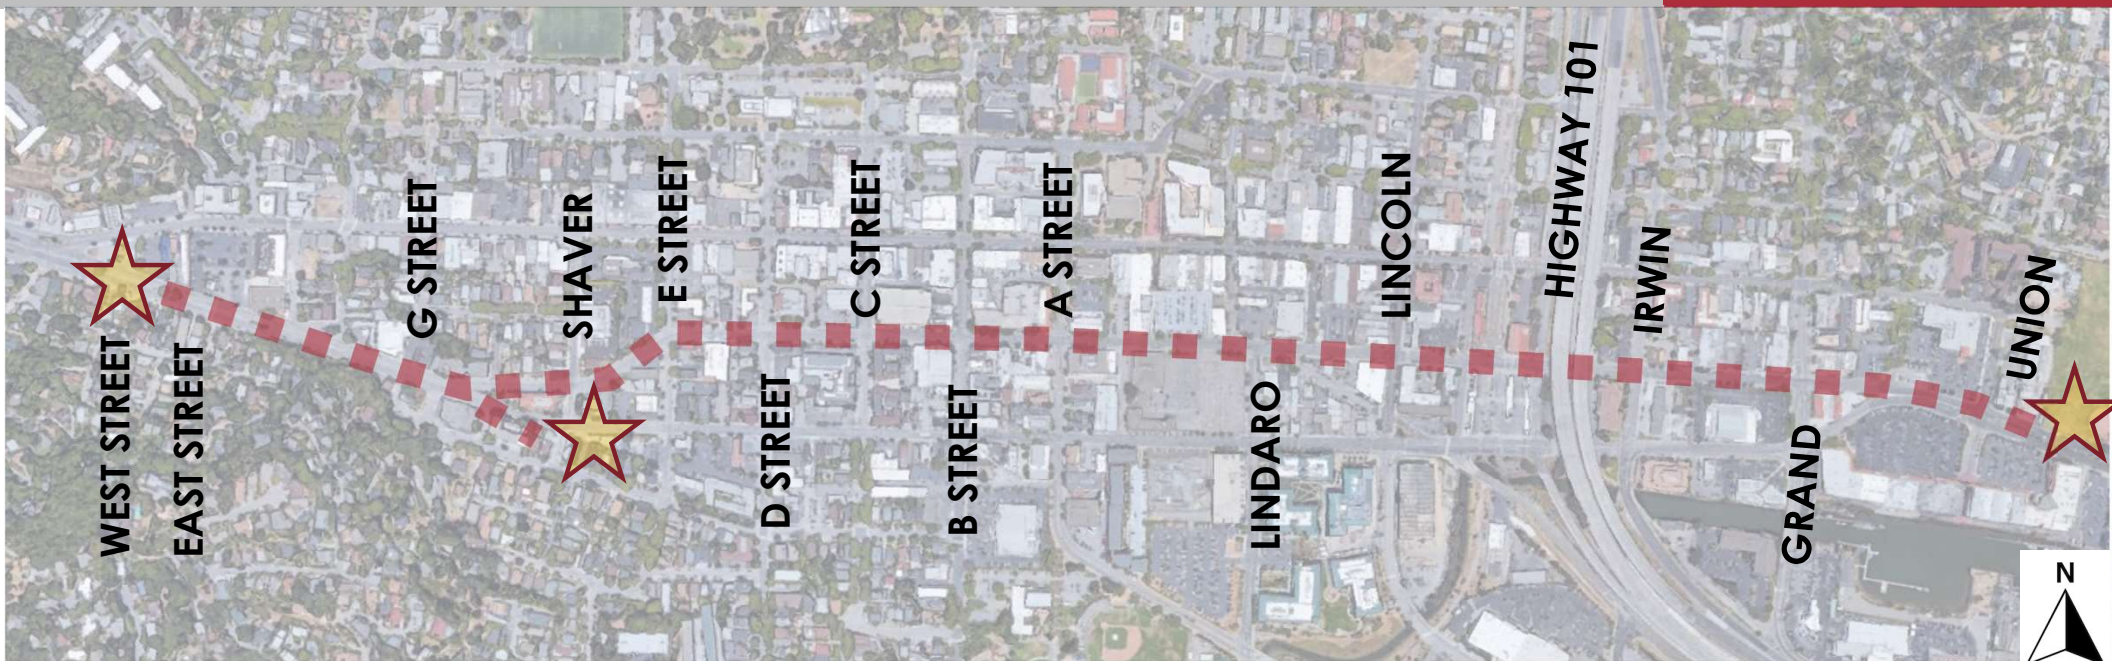 WEST STREET
EAST STREET
G STREET
SHAVER
E STREET
D STREET
C STREET
B STREET
A STREET
LINDARO
LINCOLN
HIGHWAY 101
IRWIN
GRAND
UNION
N